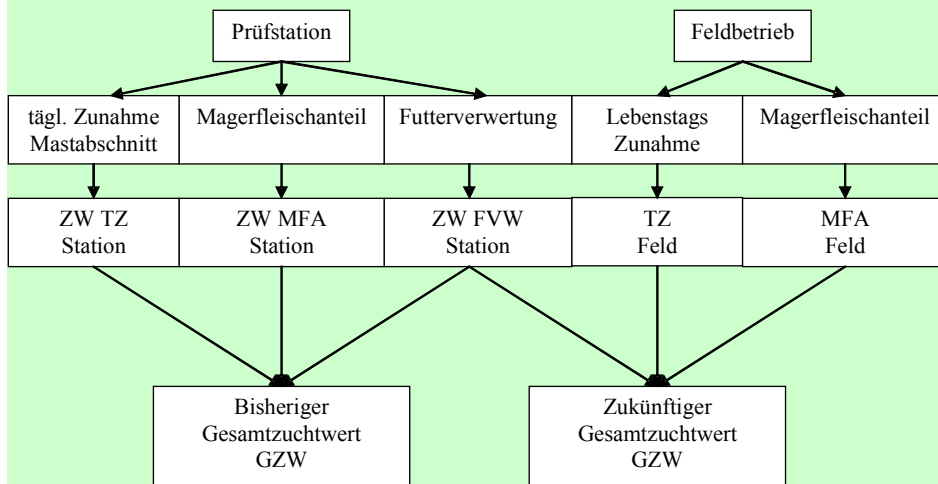 Prüfstation
Feldbetrieb
tägl. Zunahme
Mastabschnitt
Magerfleischanteil
Futterverwertung
Lebenstags
Zunahme
Magerfleischanteil
ZW TZ
Station
ZW MFA
Station
ZW FVW
Station
TZ
Feld
MFA
Feld
Bisheriger
Gesamtzuchtwert
GZW
Zukünftiger
Gesamtzuchtwert
GZW